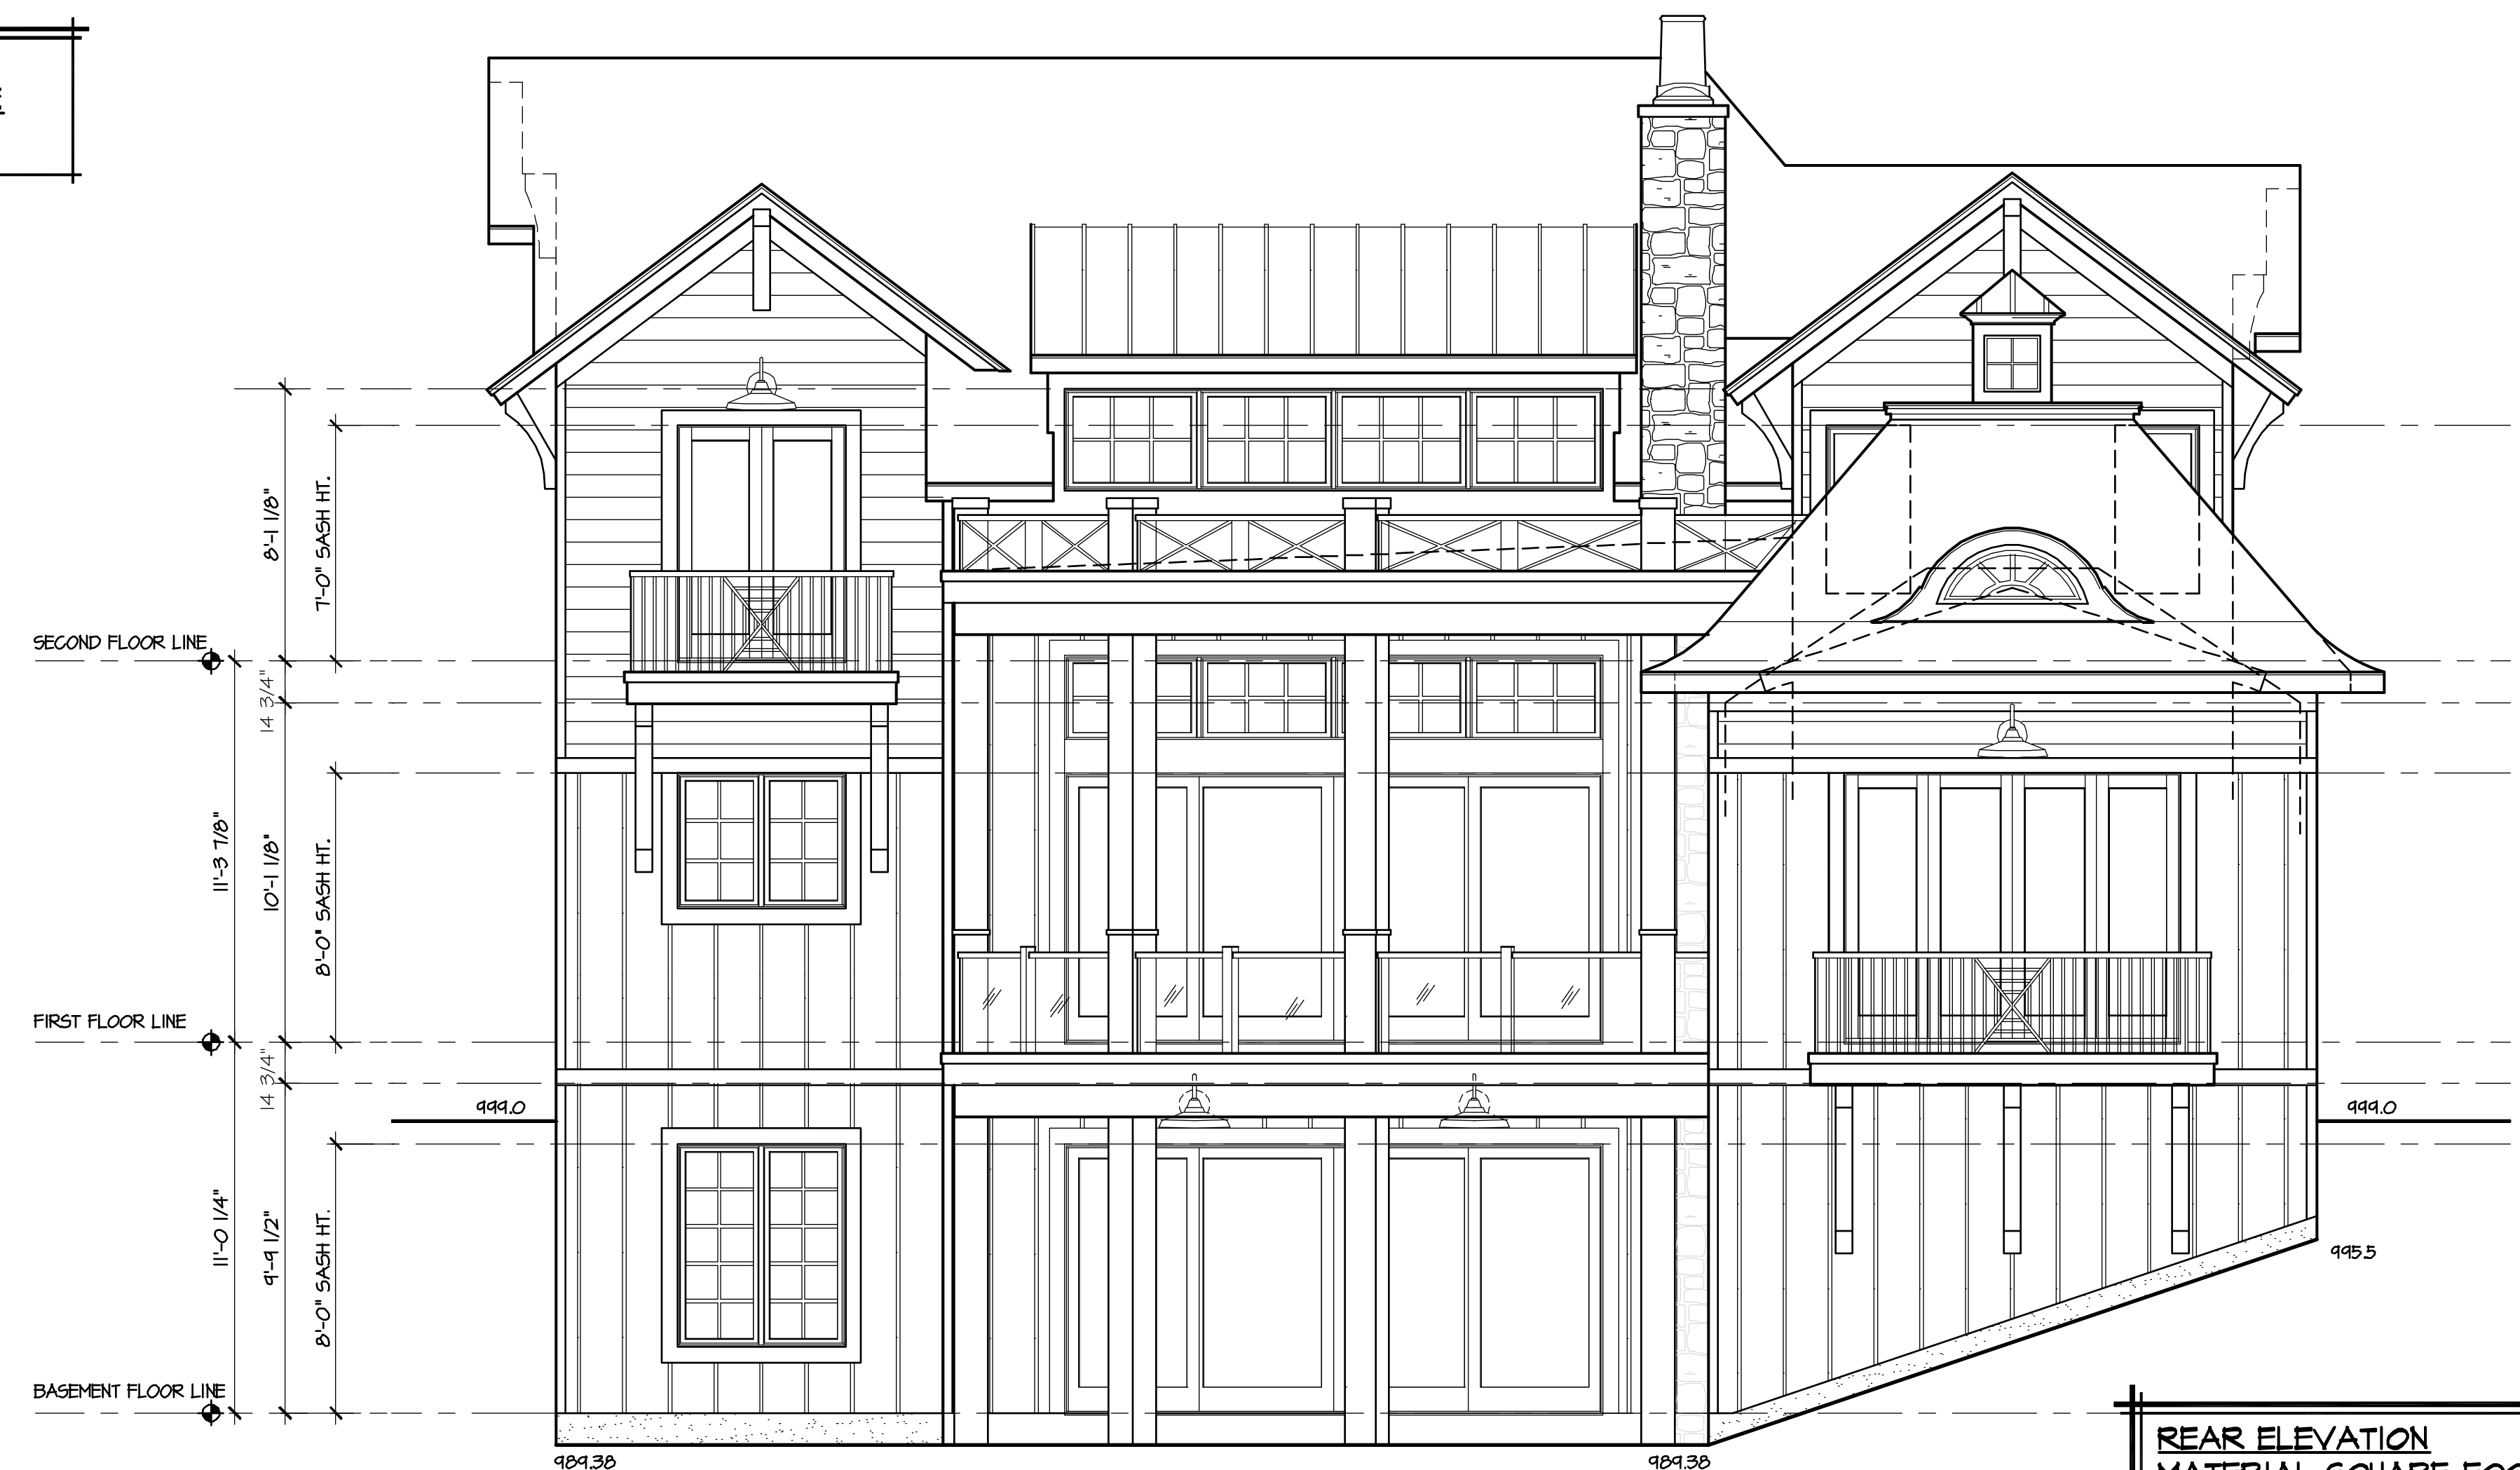 8'-1 1/8"
7'-0" SASH HT.
SECOND FLOOR LINE
14 3/4"
11'-3 7/8"
10'-1 1/8"
8'-0" SASH HT.
FIRST FLOOR LINE
14 3/4"
999.0
999.0
11'-0 1/4"
9'-9 1/2"
8'-0" SASH HT.
995.5
BASEMENT FLOOR LINE
989.38
989.38
REAR ELEVATION